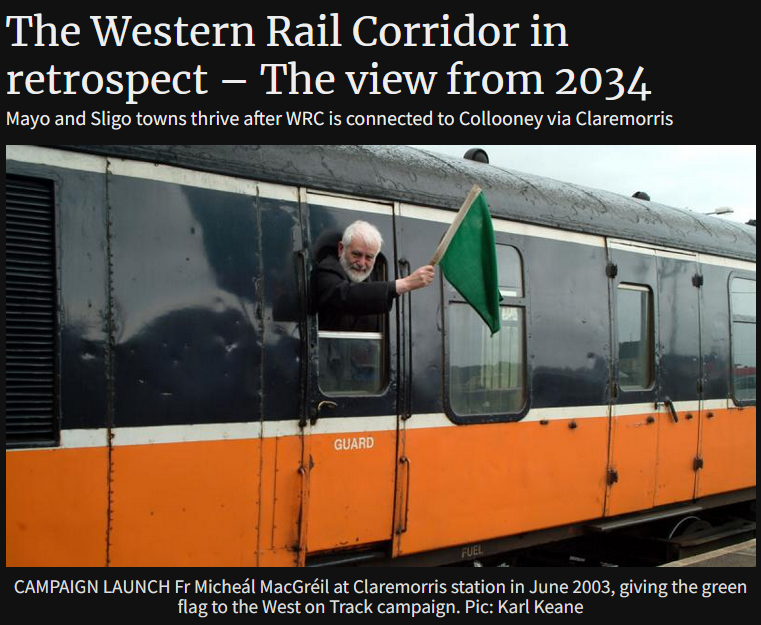 The Western Rail Corridor in
retrospect – The view from 2034
Mayo and Sligo towns thrive after WRC is connected to Collooney via Claremorris
GUARD
FUEL
CAMPAIGN LAUNCH Fr Micheál MacGréil at Claremorris station in June 2003, giving the green
flag to the West on Track campaign. Pic: Karl Keane